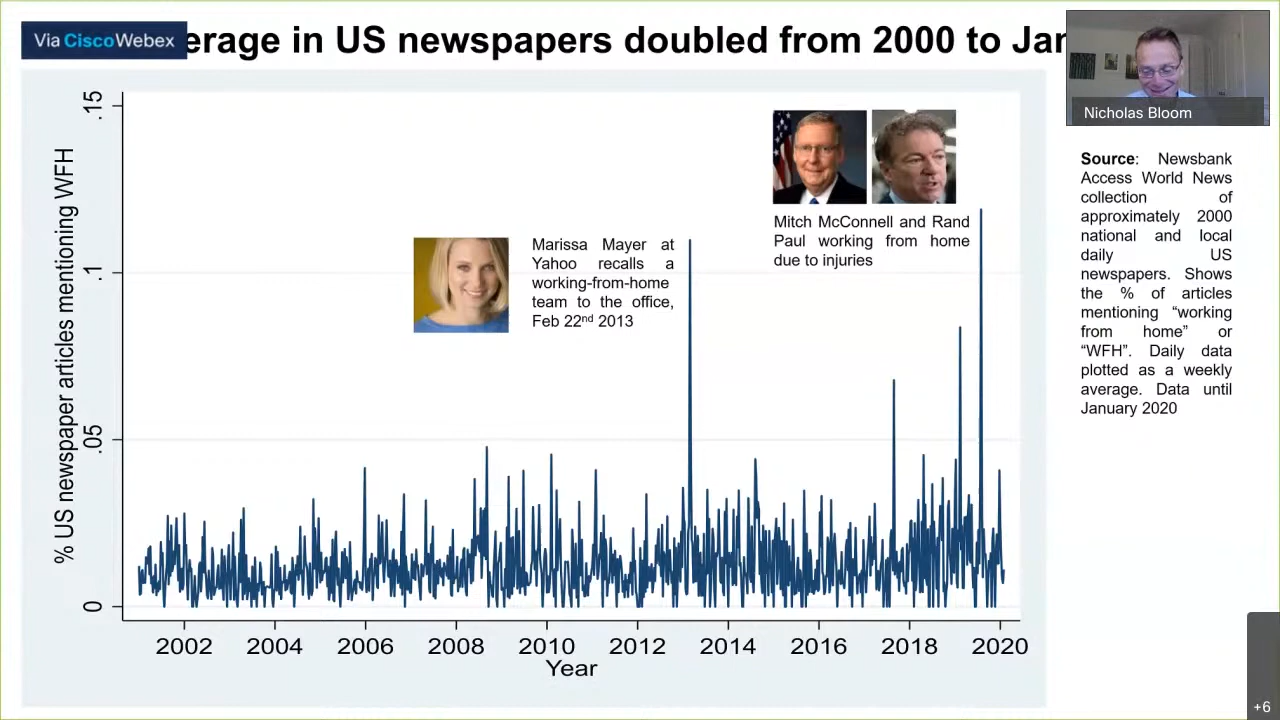 Via Cisco Webex
erage in US newspapers doubled from 2000 to Jan
Nicholas Bloom
% US newspaper articles mentioning WFH
.15
.1
.05
0
Marissa Mayer at
Yahoo recalls a
working-from-home
team to the office,
Feb 22nd 2013
Mitch McConnell and Rand
Paul working from home
due to injuries
2002 2004 2006 2008 2010 2012 2014 2016 2018 2020
Year
Source: Newsbank
Access World News
collection of
approximately 2000
national and local
daily US
newspapers. Shows
the % of articles
mentioning “working
from home” or
“WFH”. Daily data
plotted as a weekly
average. Data until
January 2020
+6